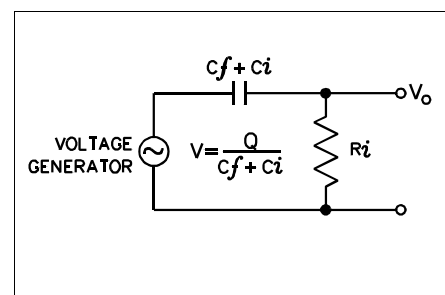 Cf + Ci
Vo
VOLTAGE
GENERATOR
V = Q
Cf + Ci
Ri